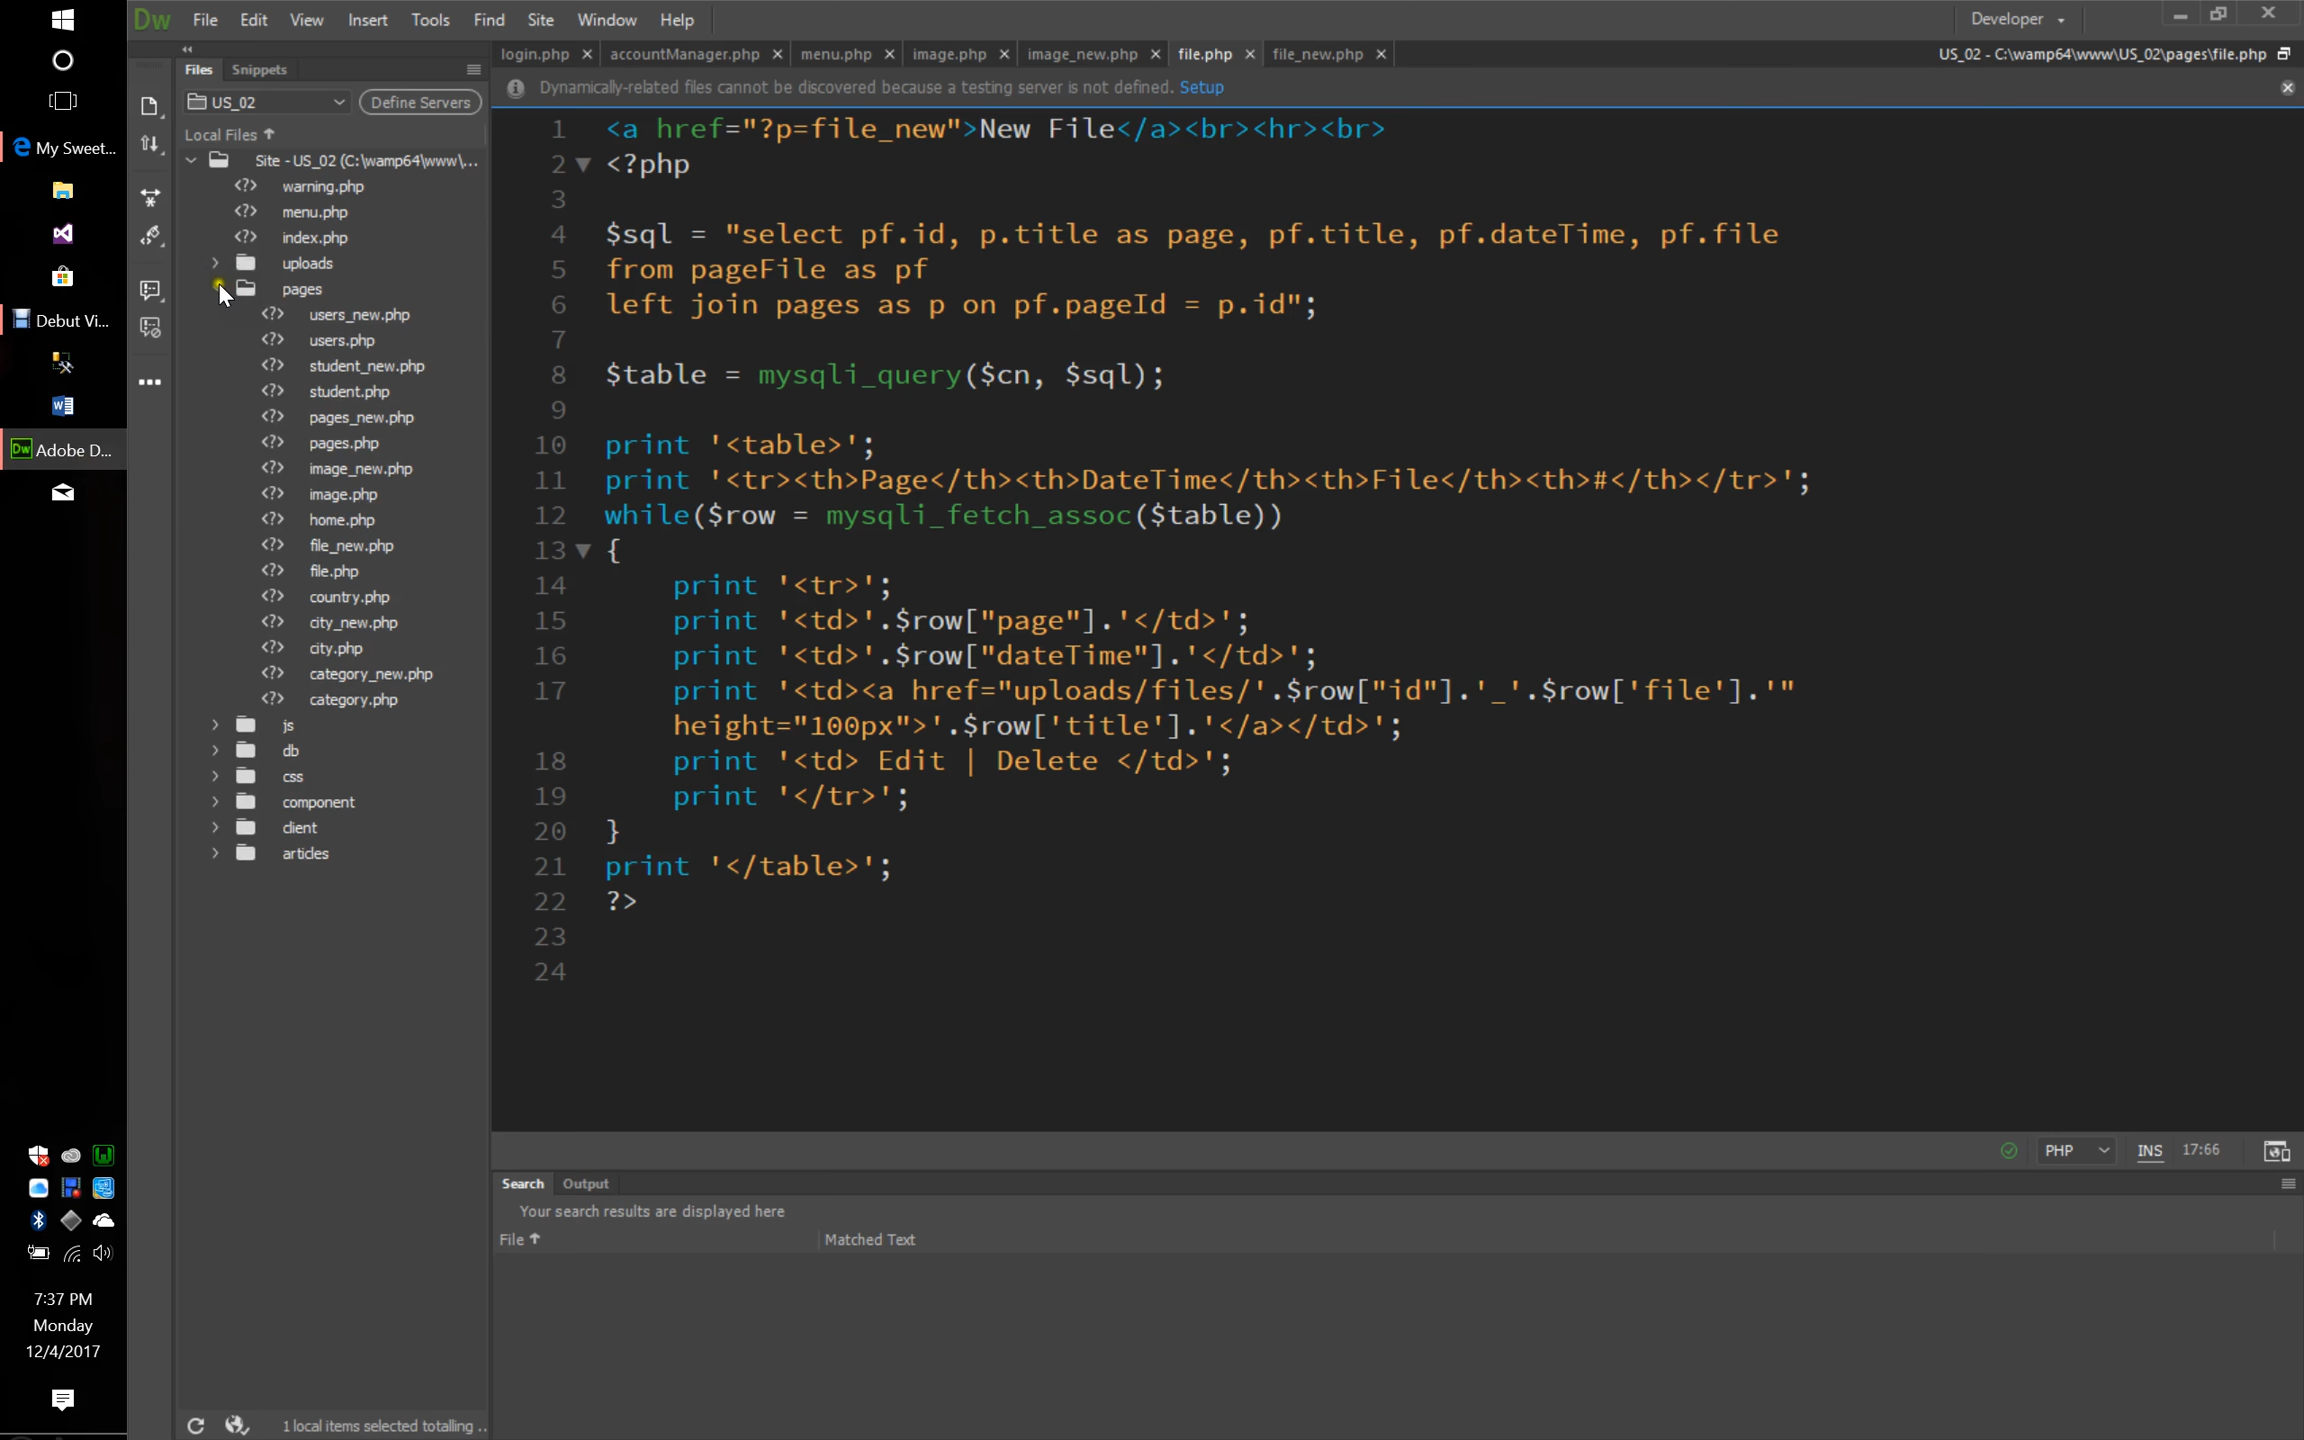 Dw File Edit View Insert Tools Find Site Window Help Developer
login.php accountManager.php menu.php image.php image_new.php file.php file_new.php US_02 - C:\wamp64\www\US_02\pages\file.php
Files Snippets
Dynamically-related files cannot be discovered because a testing server is not defined. Setup
US_02 Define Servers
Local Files
Site - US_02 (C:\wamp64\www\...
warning.php
menu.php
index.php
uploads
pages
users_new.php
users.php
student_new.php
student.php
pages_new.php
pages.php
image_new.php
image.php
home.php
file_new.php
file.php
country.php
city_new.php
city.php
category_new.php
category.php
js
db
css
component
client
articles
1 local items selected totalling ..
My Sweet...
Debut Vi...
Dw Adobe D...
7:37 PM
Monday
12/4/2017
1 <a href="?p=file_new">New File</a><br><hr><br>
2 <?php
3
4 $sql = "select pf.id, p.title as page, pf.title, pf.dateTime, pf.file
5 from pageFile as pf
6 left join pages as p on pf.pageId = p.id";
7
8 $table = mysqli_query($cn, $sql);
9
10 print '<table>';
11 print '<tr><th>Page</th><th>DateTime</th><th>File</th><th>#</th></tr>';
12 while($row = mysqli_fetch_assoc($table))
13 {
14 print '<tr>';
15 print '<td>'.$row["page"].'</td>';
16 print '<td>'.$row["dateTime"].'</td>';
17 print '<td><a href="uploads/files/'.$row["id"].'_'.$row['file'].'"
height="100px">'.$row['title'].'</a></td>';
18 print '<td> Edit | Delete </td>';
19 print '</tr>';
20 }
21 print '</table>';
22 ?>
23
24
PHP INS 17:66
Search Output
Your search results are displayed here
File Matched Text